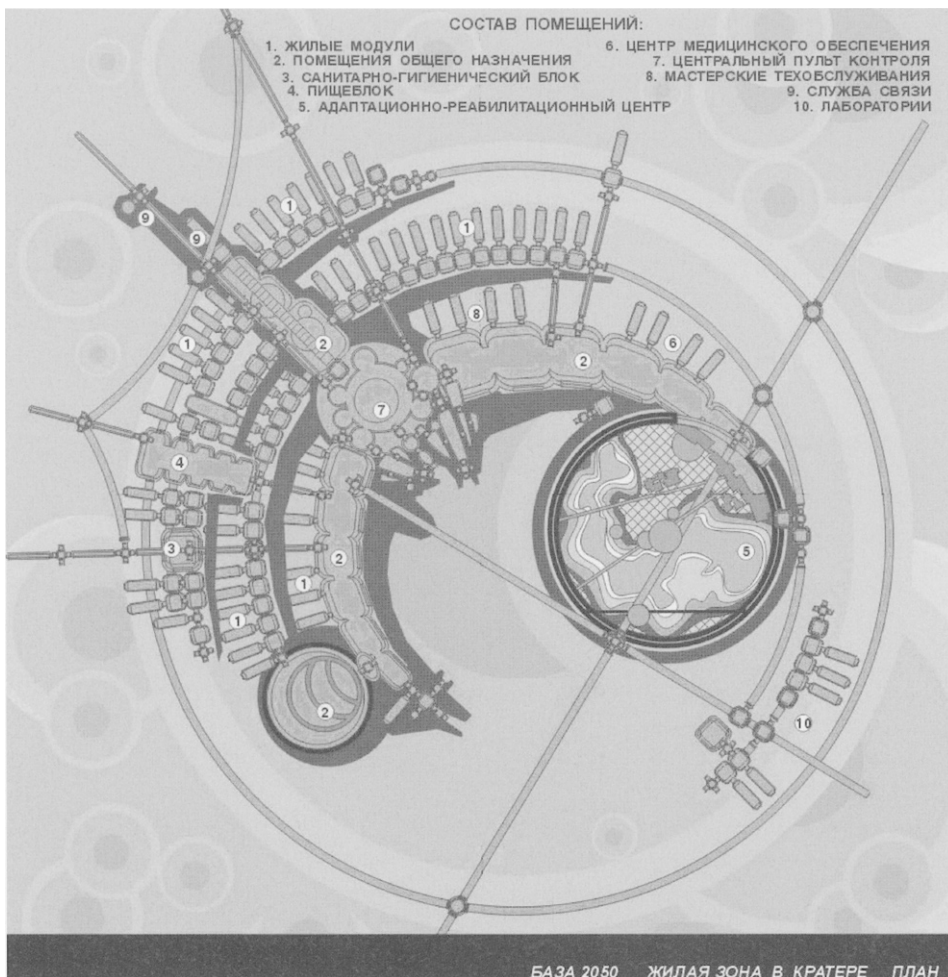 СОСТАВ ПОМЕЩЕНИЙ:
1. ЖИЛЫЕ МОДУЛИ
2. ПОМЕЩЕНИЯ ОБЩЕГО НАЗНАЧЕНИЯ
3. САНИТАРНО-ГИГИЕНИЧЕСКИЙ БЛОК
4. ПИЩЕБЛОК
5. АДАПТАЦИОННО-РЕАБИЛИТАЦИОННЫЙ ЦЕНТР
6. ЦЕНТР МЕДИЦИНСКОГО ОБЕСПЕЧЕНИЯ
7. ЦЕНТРАЛЬНЫЙ ПУЛЬТ КОНТРОЛЯ
8. МАСТЕРСКИЕ ТЕХОБСЛУЖИВАНИЯ
9. СЛУЖБА СВЯЗИ
10. ЛАБОРАТОРИИ
1
9
1
9
8
1
2
6
2
7
4
3
2
5
1
1
2
10
БАЗА 2050 ЖИЛАЯ ЗОНА В КРАТЕРЕ ПЛАН